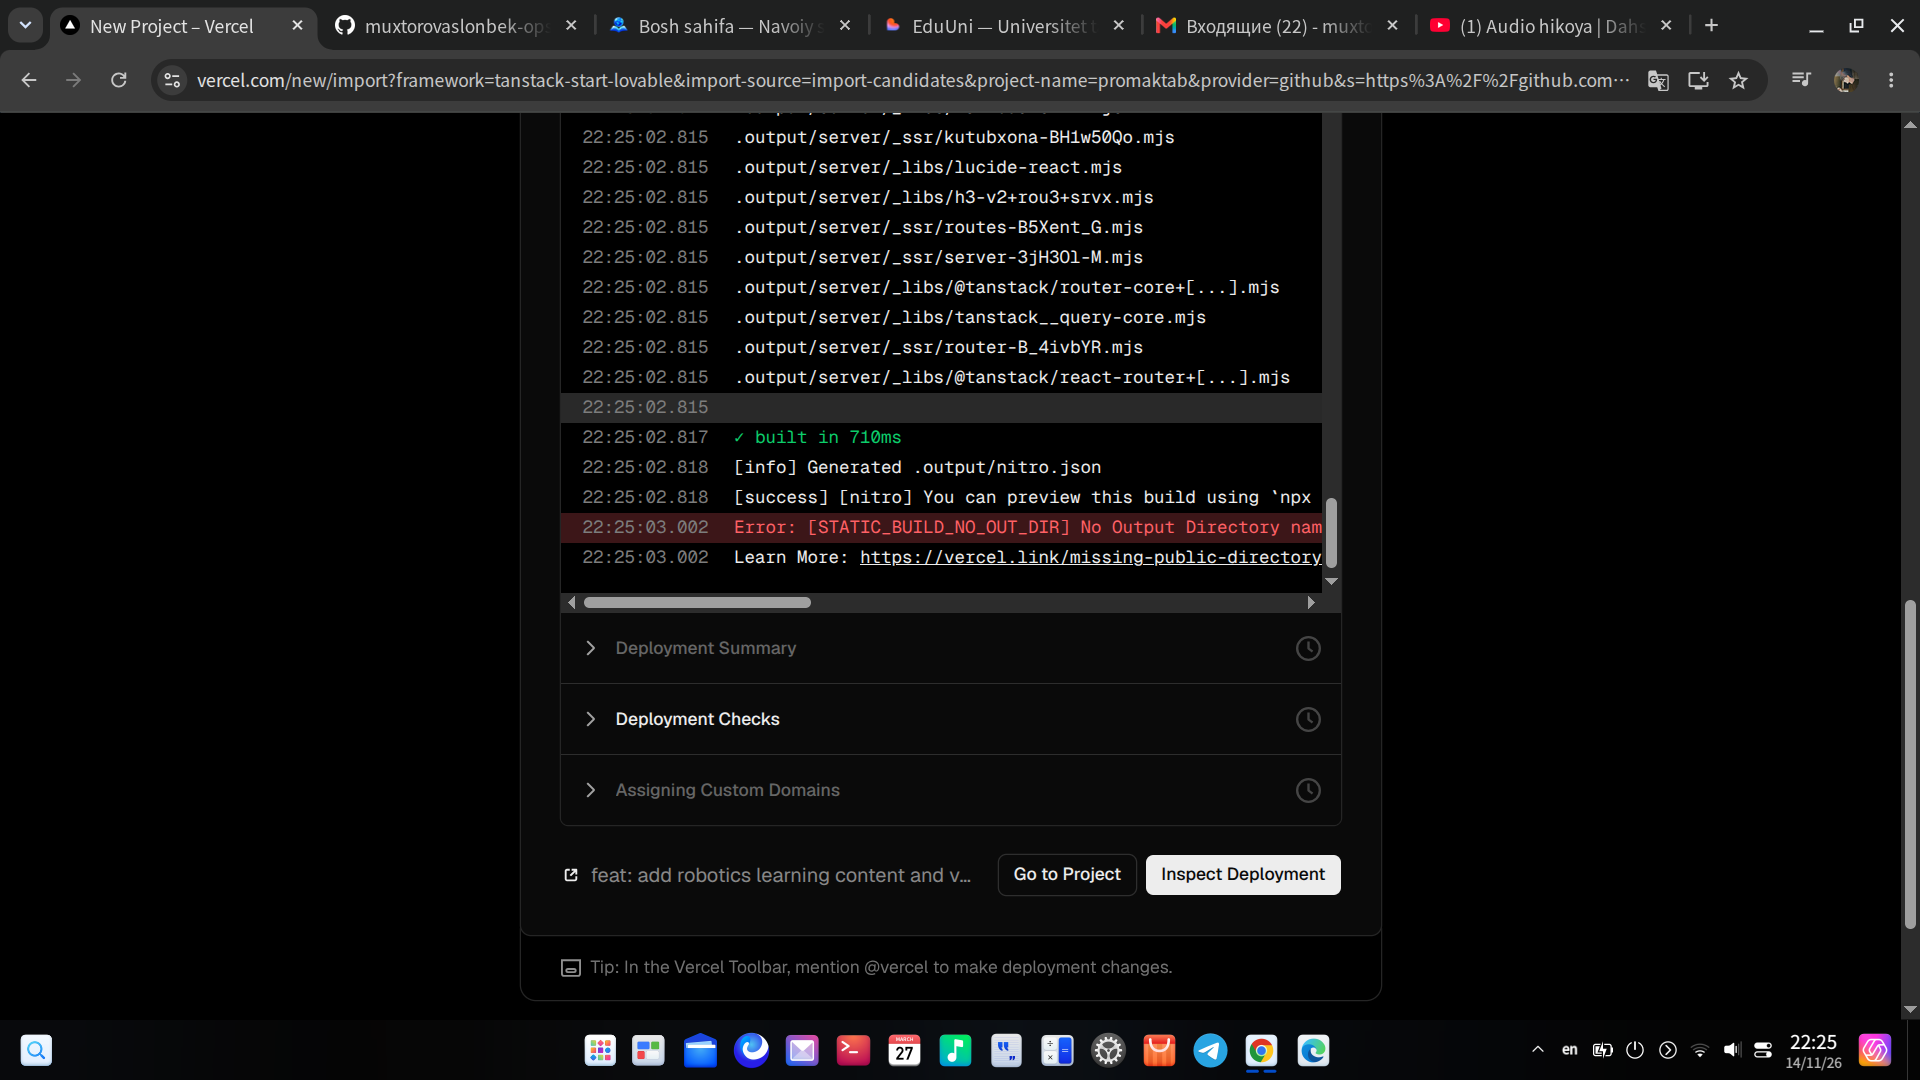 New Project – Vercel
muxtorovaslonbek-ops
Bosh sahifa — Navoiy s
EduUni — Universitet t
Входящие (22) - muxto
(1) Audio hikoya | Dahs
vercel.com/new/import?framework=tanstack-start-lovable&import-source=import-candidates&project-name=promaktab&provider=github&s=https%3A%2F%2Fgithub.com···
22:25:02.815 .output/server/_ssr/kutubxona-BH1w50Qo.mjs
22:25:02.815 .output/server/_libs/lucide-react.mjs
22:25:02.815 .output/server/_libs/h3-v2+rou3+srvx.mjs
22:25:02.815 .output/server/_ssr/routes-B5Xent_G.mjs
22:25:02.815 .output/server/_ssr/server-3jH3Ol-M.mjs
22:25:02.815 .output/server/_libs/@tanstack/router-core+[...].mjs
22:25:02.815 .output/server/_libs/tanstack__query-core.mjs
22:25:02.815 .output/server/_ssr/router-B_4ivbYR.mjs
22:25:02.815 .output/server/_libs/@tanstack/react-router+[...].mjs
22:25:02.815
22:25:02.817 ✓ built in 710ms
22:25:02.818 [info] Generated .output/nitro.json
22:25:02.818 [success] [nitro] You can preview this build using `npx
22:25:03.002 Error: [STATIC_BUILD_NO_OUT_DIR] No Output Directory nam
22:25:03.002 Learn More: https://vercel.link/missing-public-directory
Deployment Summary
Deployment Checks
Assigning Custom Domains
feat: add robotics learning content and v...
Go to Project
Inspect Deployment
Tip: In the Vercel Toolbar, mention @vercel to make deployment changes.
MARCH
27
en
22:25
14/11/26